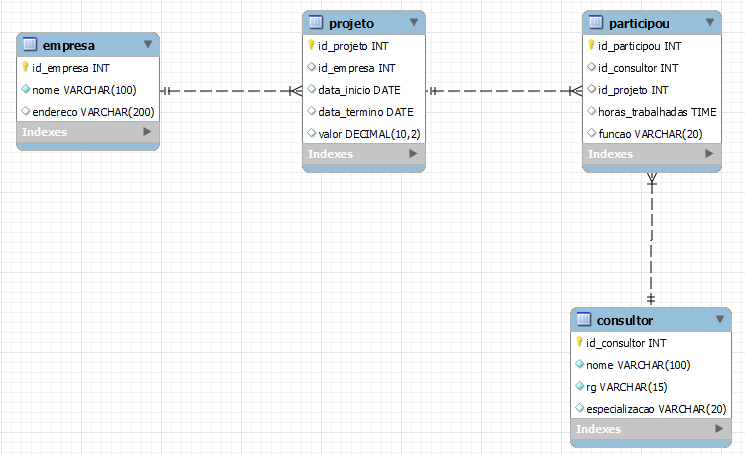 empresa
id_empresa INT
nome VARCHAR(100)
endereco VARCHAR(200)
Indexes
projeto
id_projeto INT
id_empresa INT
data_inicio DATE
data_termino DATE
valor DECIMAL(10,2)
Indexes
participou
id_participou INT
id_consultor INT
id_projeto INT
horas_trabalhadas TIME
funcao VARCHAR(20)
Indexes
consultor
id_consultor INT
nome VARCHAR(100)
rg VARCHAR(15)
especializacao VARCHAR(20)
Indexes